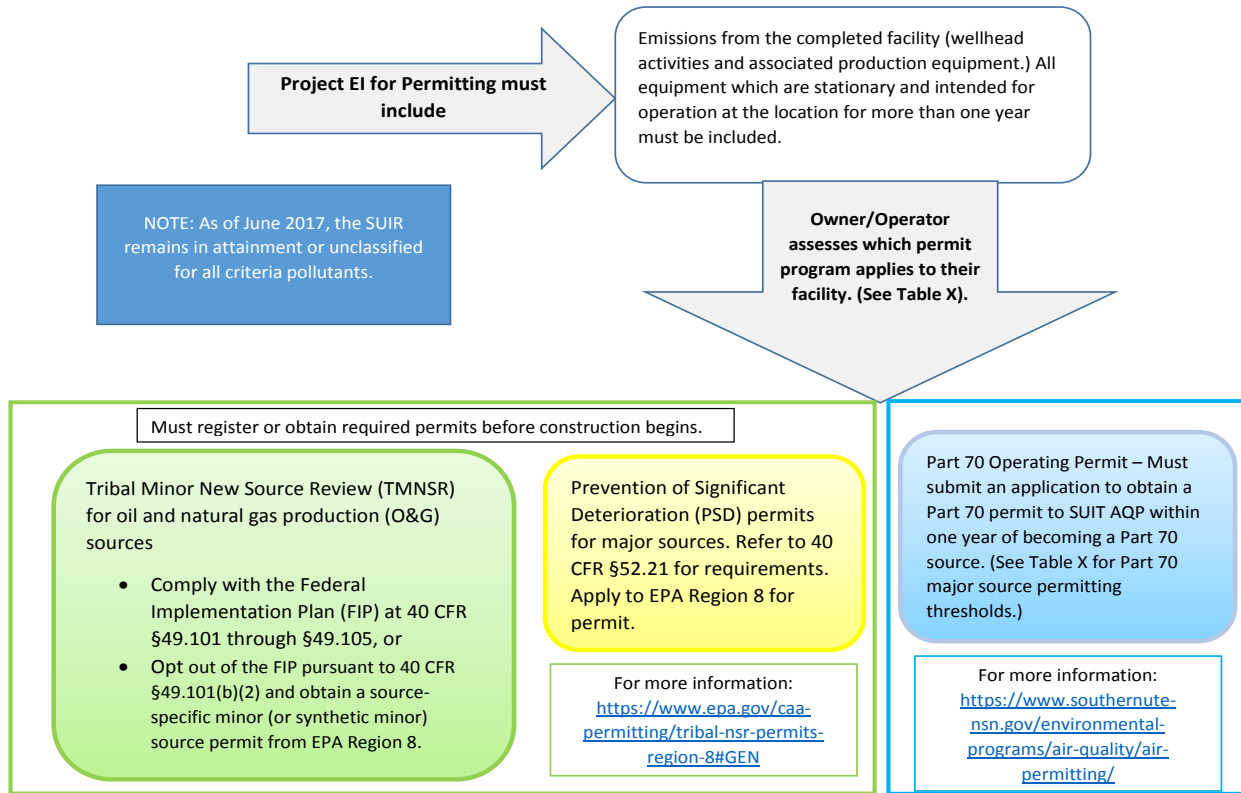 Project EI for Permitting must
include
Emissions from the completed facility (wellhead
activities and associated production equipment.) All
equipment which are stationary and intended for
operation at the location for more than one year
must be included.
NOTE: As of June 2017, the SUIR
remains in attainment or unclassified
for all criteria pollutants.
Owner/Operator
assesses which permit
program applies to their
facility. (See Table X).
Must register or obtain required permits before construction begins.
Tribal Minor New Source Review (TMNSR)
for oil and natural gas production (O&G)
sources
• Comply with the Federal
Implementation Plan (FIP) at 40 CFR
§49.101 through §49.105, or
• Opt out of the FIP pursuant to 40 CFR
§49.101(b)(2) and obtain a source-
specific minor (or synthetic minor)
source permit from EPA Region 8.
Prevention of Significant
Deterioration (PSD) permits
for major sources. Refer to 40
CFR §52.21 for requirements.
Apply to EPA Region 8 for
permit.
For more information:
https://www.epa.gov/caa-
permitting/tribal-nsr-permits-
region-8#GEN
Part 70 Operating Permit – Must
submit an application to obtain a
Part 70 permit to SUIT AQP within
one year of becoming a Part 70
source. (See Table X for Part 70
major source permitting
thresholds.)
For more information:
https://www.southernute-
nsn.gov/environmental-
programs/air-quality/air-
permitting/